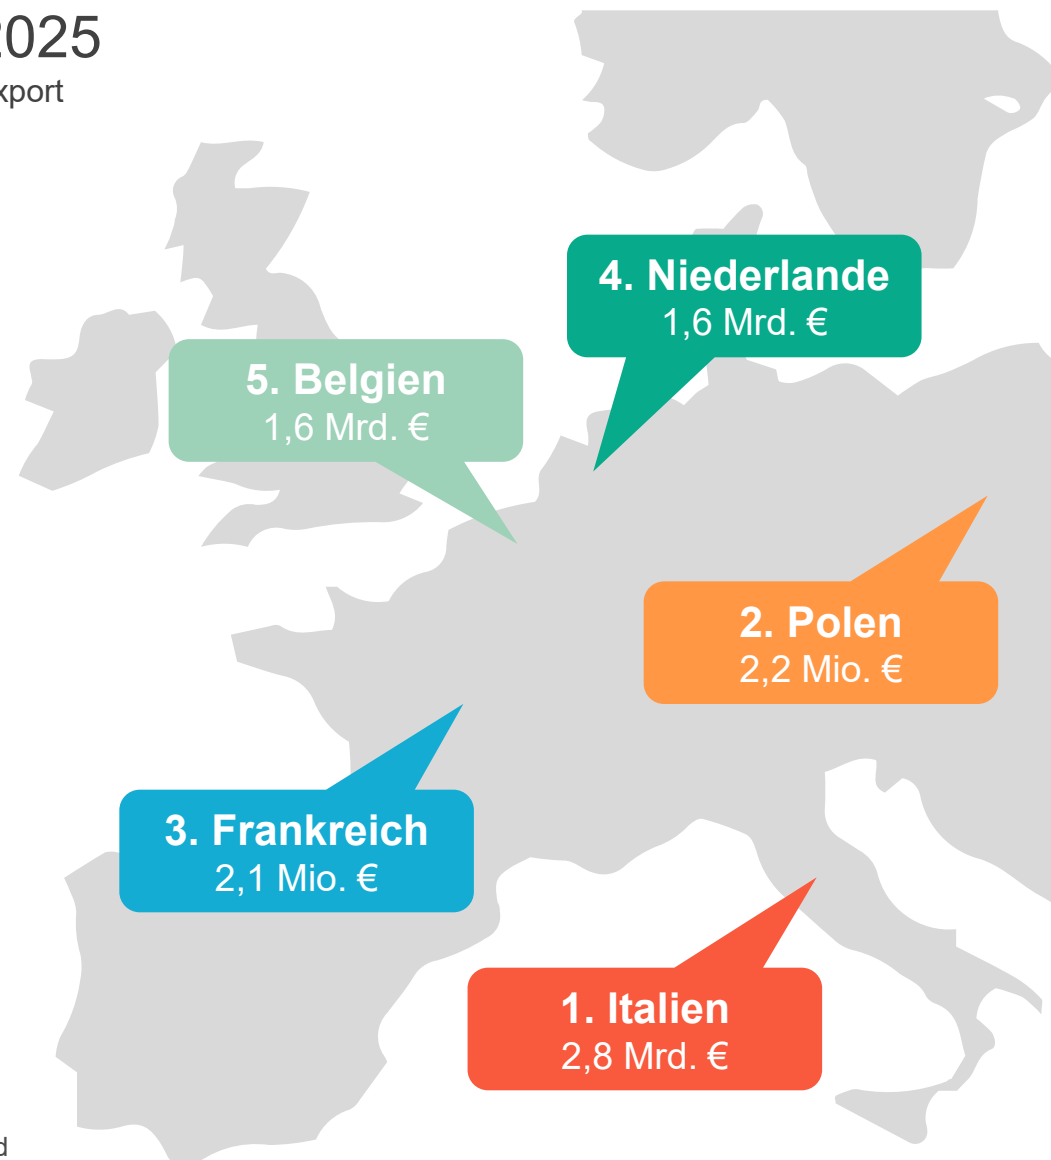 2025
xport
4. Niederlande
1,6 Mrd. €
5. Belgien
1,6 Mrd. €
2. Polen
2,2 Mio. €
3. Frankreich
2,1 Mio. €
1. Italien
2,8 Mrd. €
d